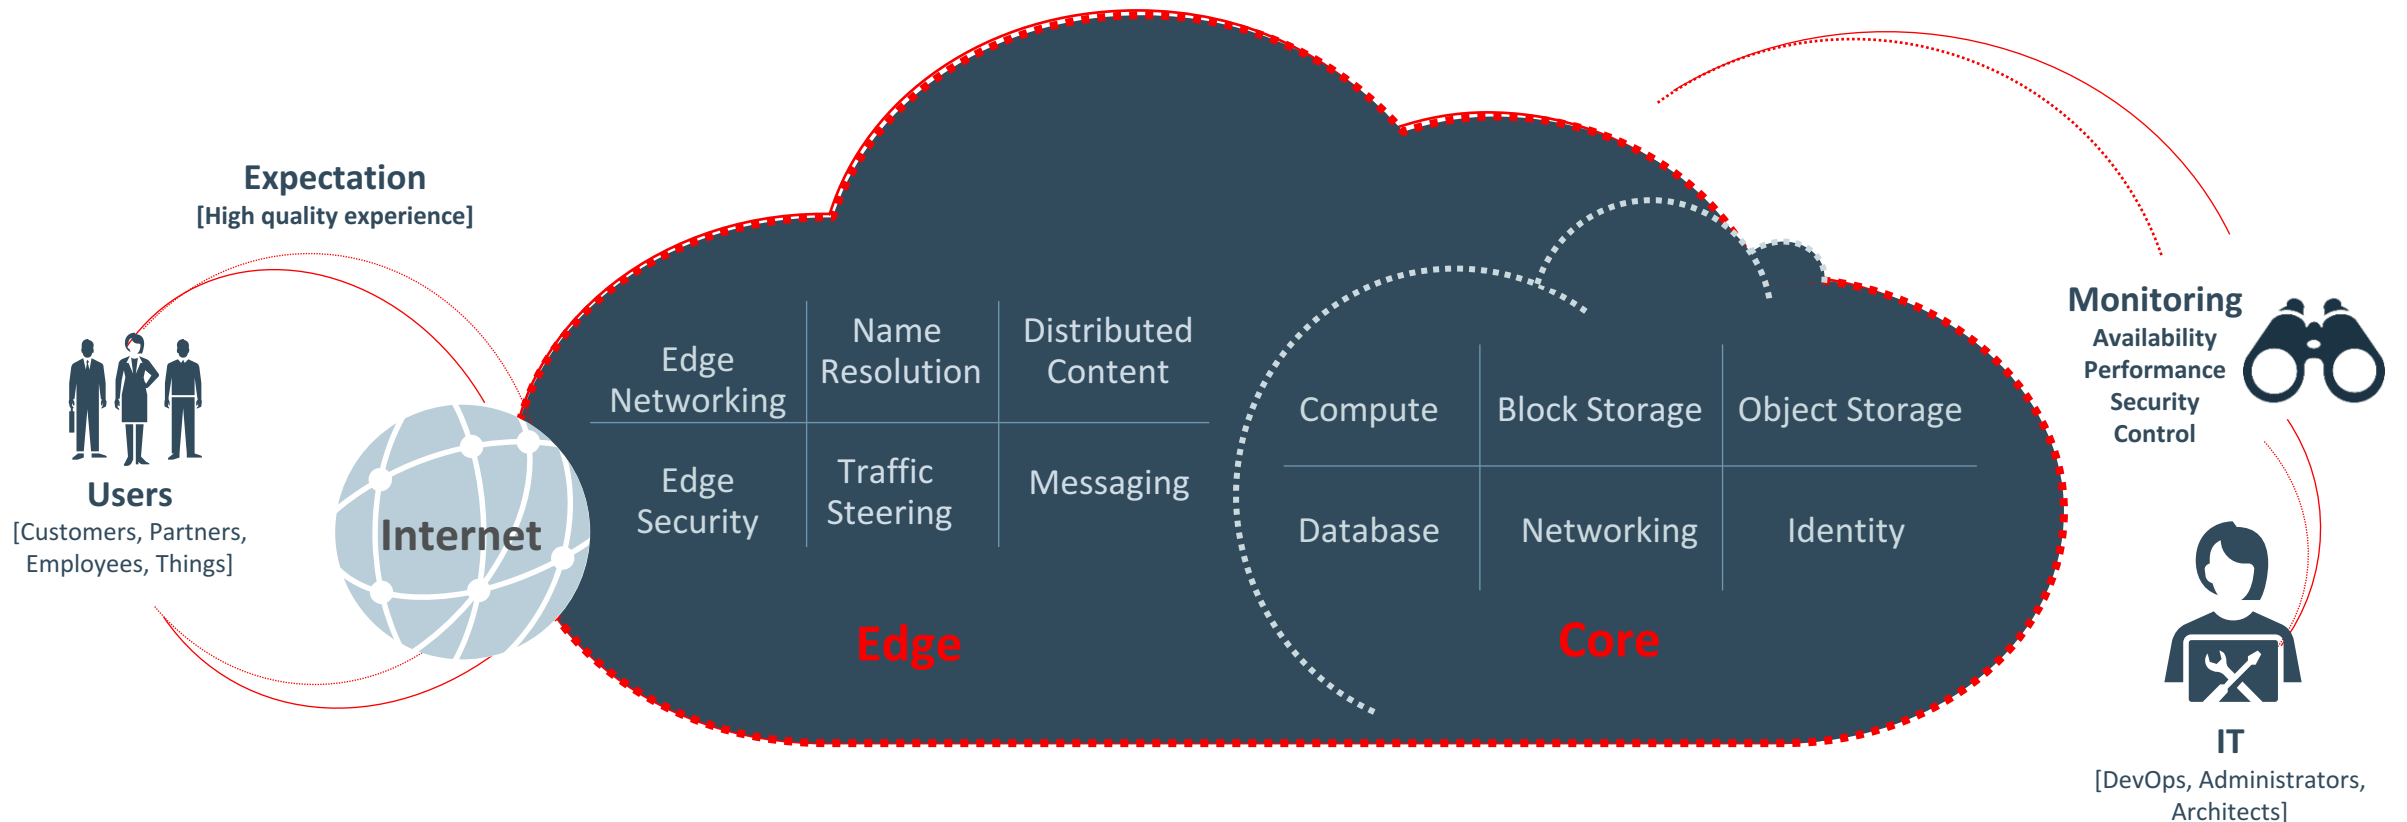 Expectation
[High quality experience]
Users
[Customers, Partners,
Employees, Things]
Internet
Edge
Networking
Name
Resolution
Distributed
Content
Edge
Security
Traffic
Steering
Messaging
Edge
Compute
Block Storage
Object Storage
Database
Networking
Identity
Core
Monitoring
Availability
Performance
Security
Control
IT
[DevOps, Administrators,
Architects]